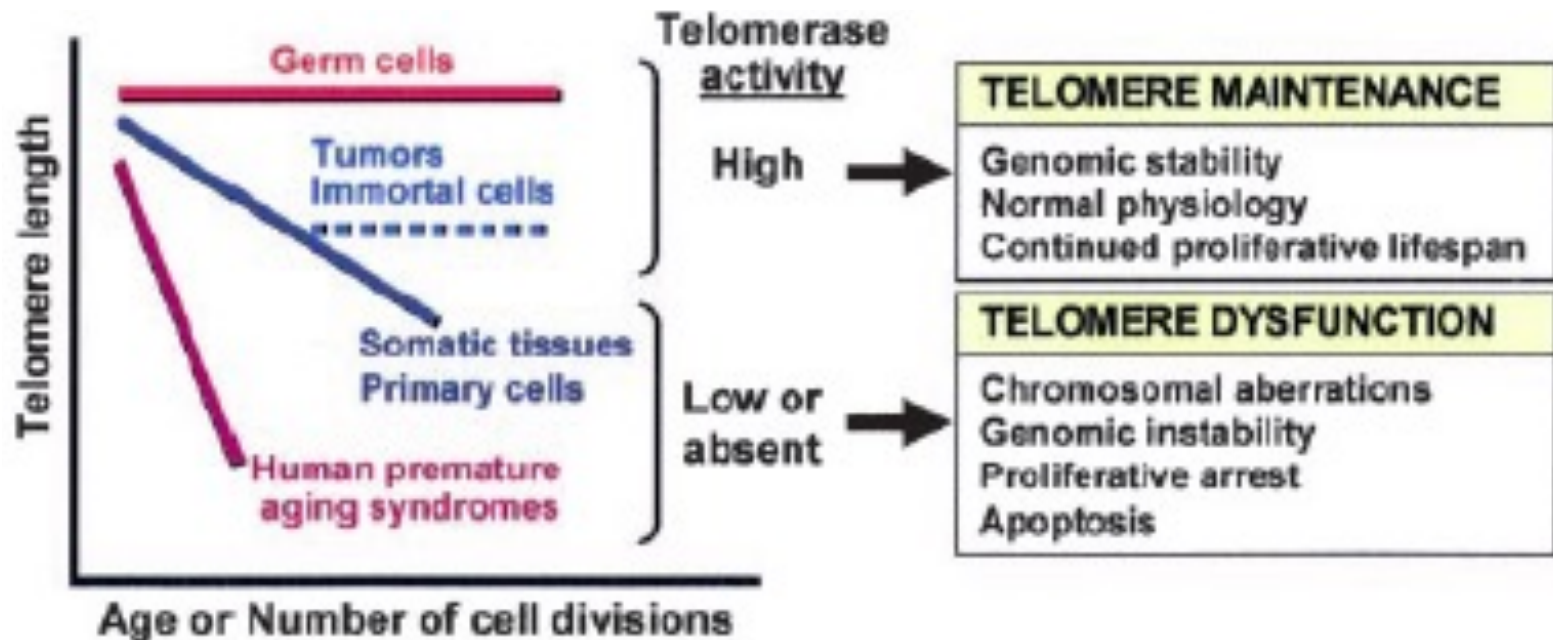 Telomere length
Germ cells
Tumors
Immortal cells
Somatic tissues
Primary cells
Human premature
aging syndromes
Age or Number of cell divisions
Telomerase
activity
High
Low or
absent
TELOMERE MAINTENANCE
Genomic stability
Normal physiology
Continued proliferative lifespan
TELOMERE DYSFUNCTION
Chromosomal aberrations
Genomic instability
Proliferative arrest
Apoptosis